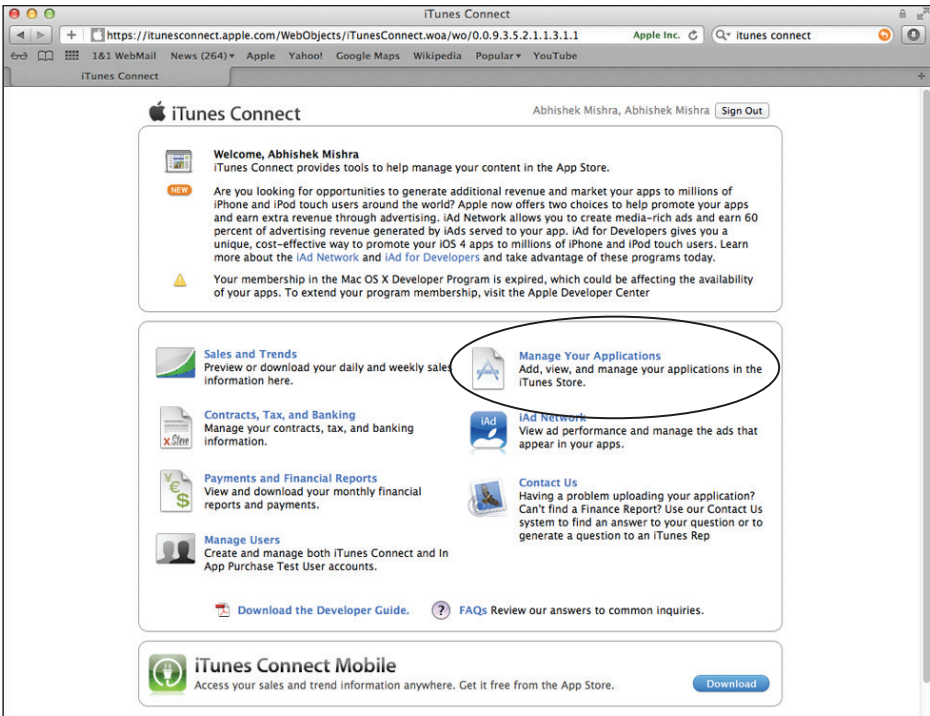 iTunes Connect
https://itunesconnect.apple.com/WebObjects/iTunesConnect.woa/wo/0.0.9.3.5.2.1.1.3.1.1 Apple Inc. itunes connect
1&1 WebMail News (264) Apple Yahoo! Google Maps Wikipedia Popular YouTube
iTunes Connect
iTunes Connect
Abhishek Mishra, Abhishek Mishra Sign Out
Welcome, Abhishek Mishra
iTunes Connect provides tools to help manage your content in the App Store.
NEW
Are you looking for opportunities to generate additional revenue and market your apps to millions of
iPhone and iPod touch users around the world? Apple now offers two choices to help promote your apps
and earn extra revenue through advertising. iAd Network allows you to create media-rich ads and earn 60
percent of advertising revenue generated by iAds served to your app. iAd for Developers gives you a
unique, cost-effective way to promote your iOS 4 apps to millions of iPhone and iPod touch users. Learn
more about the iAd Network and iAd for Developers and take advantage of these programs today.
Your membership in the Mac OS X Developer Program is expired, which could be affecting the availability
of your apps. To extend your program membership, visit the Apple Developer Center
Sales and Trends
Preview or download your daily and weekly sales
information here.
Manage Your Applications
Add, view, and manage your applications in the
iTunes Store.
Contracts, Tax, and Banking
Manage your contracts, tax, and banking
information.
iAd
iAd Network
View ad performance and manage the ads that
appear in your apps.
Payments and Financial Reports
View and download your monthly financial
reports and payments.
Contact Us
Having a problem uploading your application?
Can't find a Finance Report? Use our Contact Us
system to find an answer to your question or to
generate a question to an iTunes Rep
Manage Users
Create and manage both iTunes Connect and In
App Purchase Test User accounts.
Download the Developer Guide.
? FAQs Review our answers to common inquiries.
iTunes Connect Mobile
Access your sales and trend information anywhere. Get it free from the App Store.
Download